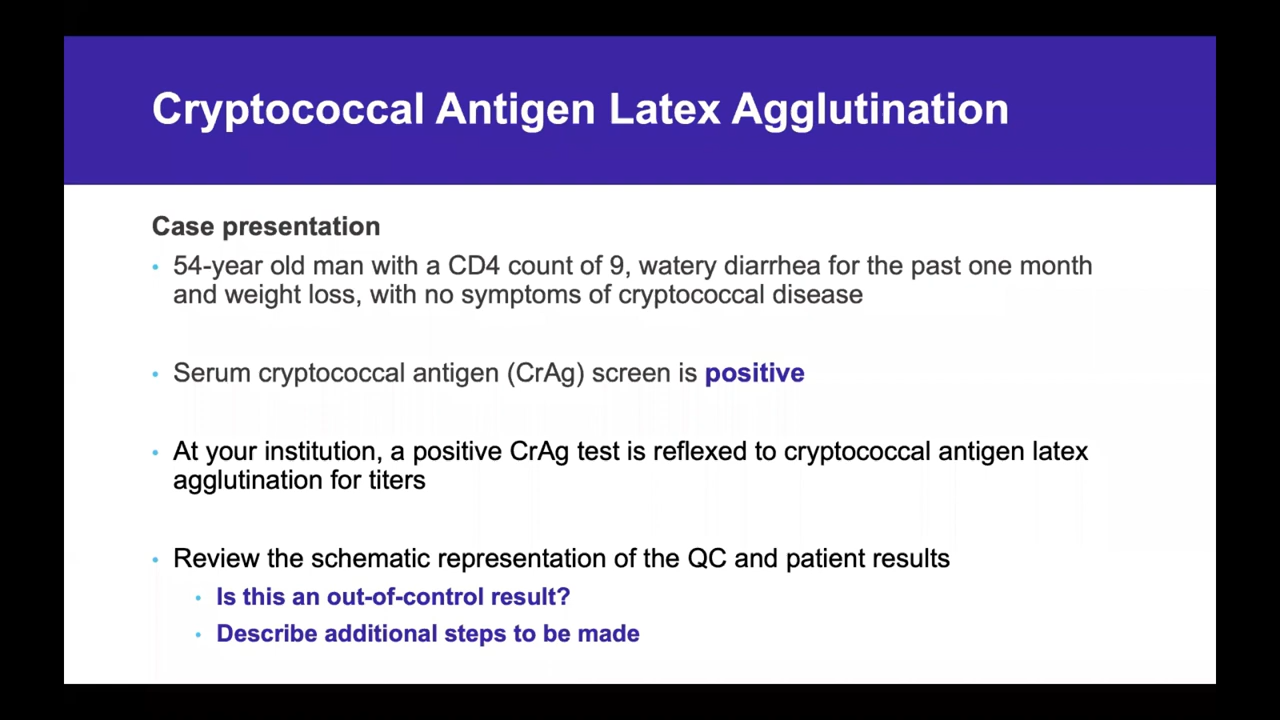 Cryptococcal Antigen Latex Agglutination
Case presentation
• 54-year old man with a CD4 count of 9, watery diarrhea for the past one month
and weight loss, with no symptoms of cryptococcal disease
• Serum cryptococcal antigen (CrAg) screen is positive
• At your institution, a positive CrAg test is reflexed to cryptococcal antigen latex
agglutination for titers
• Review the schematic representation of the QC and patient results
• Is this an out-of-control result?
• Describe additional steps to be made